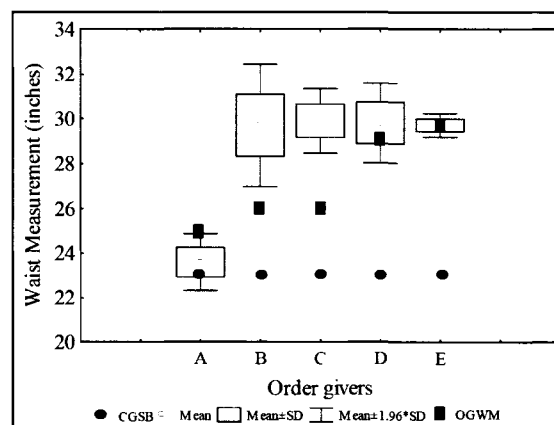 34
32
30
28
26
24
22
20
Waist Measurement (inches)
A B C D E
Order givers
CGSB Mean Mean±SD Mean±1.96*SD OGWM